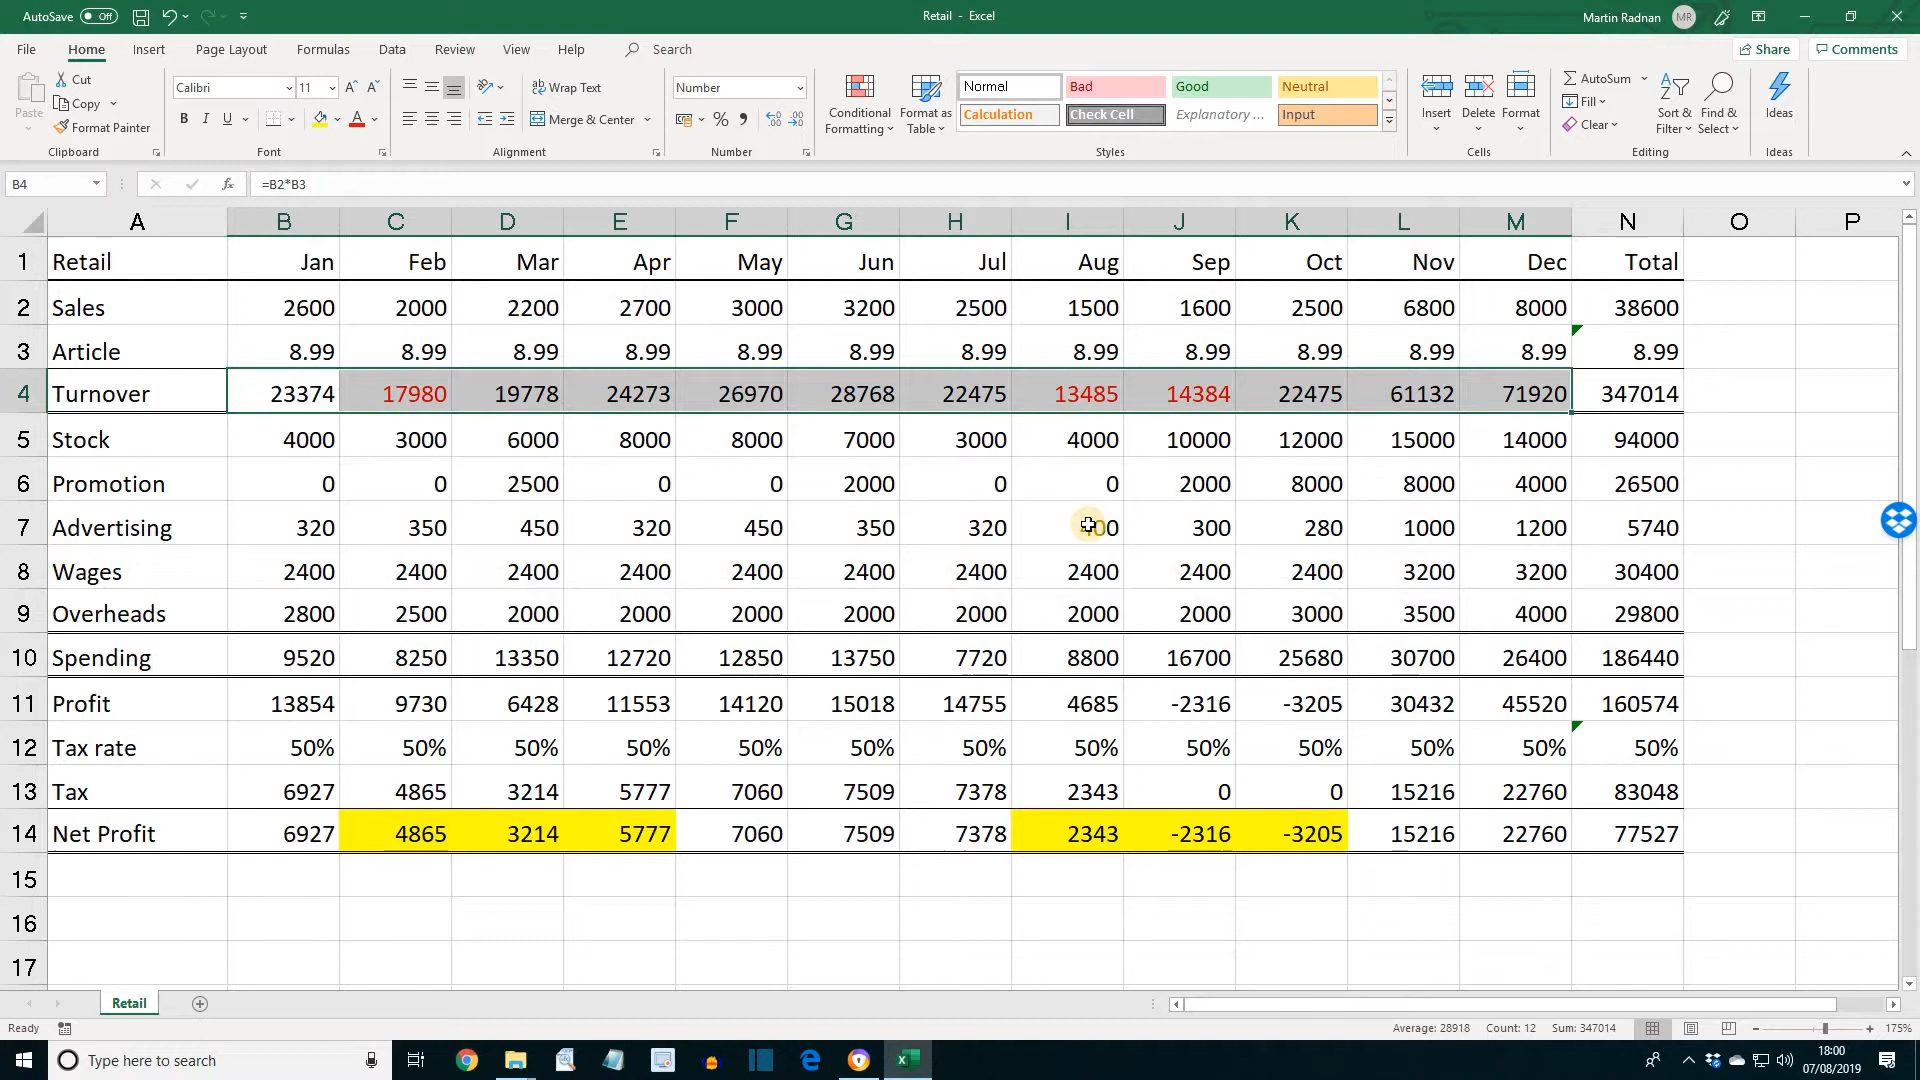 AutoSave Off
Retail - Excel
Martin Radnan MR
File Home Insert Page Layout Formulas Data Review View Help Search Share Comments
Paste Cut Copy Format Painter Clipboard
Calibri 11 A A B I U A Font
Wrap Text Merge & Center Alignment
Number % , Number
Conditional Formatting Format as Table Normal Bad Good Neutral Calculation Check Cell Explanatory ... Input Styles
Insert Delete Format Cells
AutoSum Fill Clear Sort & Filter Find & Select Editing
Ideas Ideas
B4 fx =B2*B3
A B C D E F G H I J K L M N O P
1 Retail Jan Feb Mar Apr May Jun Jul Aug Sep Oct Nov Dec Total
2 Sales 2600 2000 2200 2700 3000 3200 2500 1500 1600 2500 6800 8000 38600
3 Article 8.99 8.99 8.99 8.99 8.99 8.99 8.99 8.99 8.99 8.99 8.99 8.99 8.99
4 Turnover 23374 17980 19778 24273 26970 28768 22475 13485 14384 22475 61132 71920 347014
5 Stock 4000 3000 6000 8000 8000 7000 3000 4000 10000 12000 15000 14000 94000
6 Promotion 0 0 2500 0 0 2000 0 0 2000 8000 8000 4000 26500
7 Advertising 320 350 450 320 450 350 320 400 300 280 1000 1200 5740
8 Wages 2400 2400 2400 2400 2400 2400 2400 2400 2400 2400 3200 3200 30400
9 Overheads 2800 2500 2000 2000 2000 2000 2000 2000 2000 3000 3500 4000 29800
10 Spending 9520 8250 13350 12720 12850 13750 7720 8800 16700 25680 30700 26400 186440
11 Profit 13854 9730 6428 11553 14120 15018 14755 4685 -2316 -3205 30432 45520 160574
12 Tax rate 50% 50% 50% 50% 50% 50% 50% 50% 50% 50% 50% 50% 50%
13 Tax 6927 4865 3214 5777 7060 7509 7378 2343 0 0 15216 22760 83048
14 Net Profit 6927 4865 3214 5777 7060 7509 7378 2343 -2316 -3205 15216 22760 77527
15
16
17
Retail
Ready Average: 28918 Count: 12 Sum: 347014 175%
Type here to search
18:00
07/08/2019